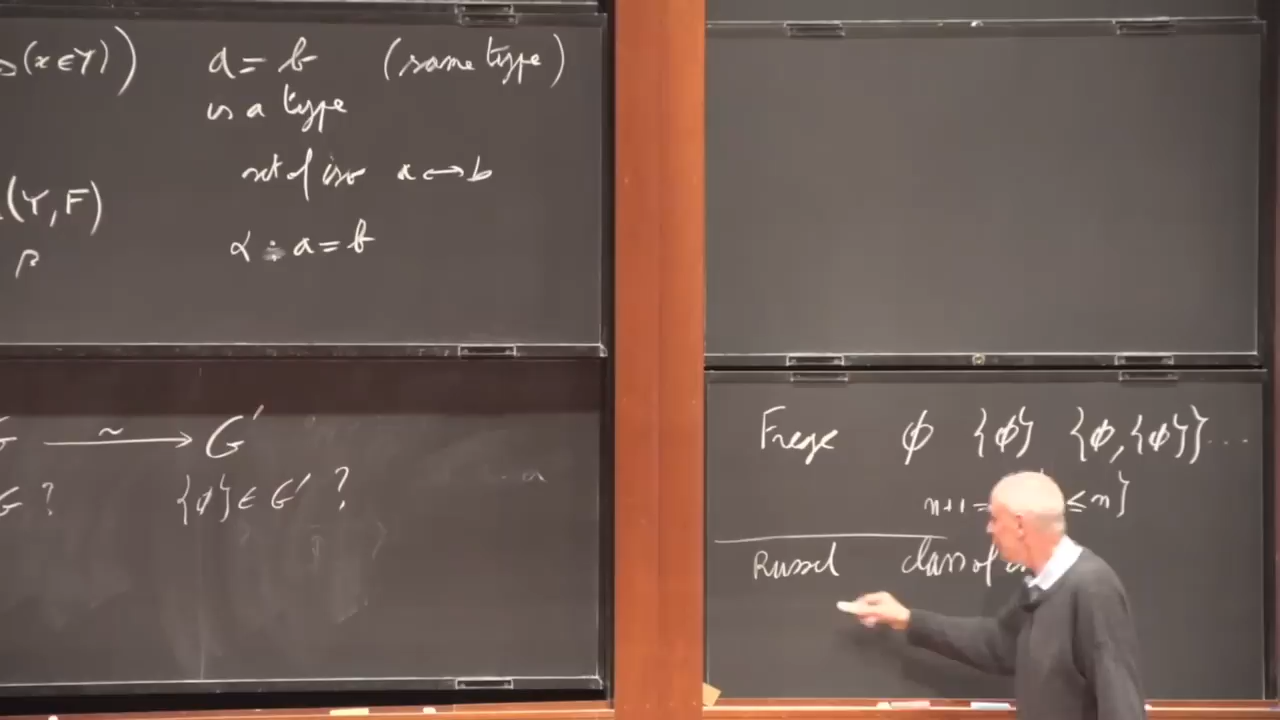 (x∈Y))
a = b (same type)
is a type
set of iso a ↔ b
(Y, F)
α : a = b
β
G ⟶~ G'
G ? {ϕ} ∈ G' ?
Frege ϕ {ϕ} {ϕ,{ϕ}} ...
n+1 = ≤ n}
Russel class of